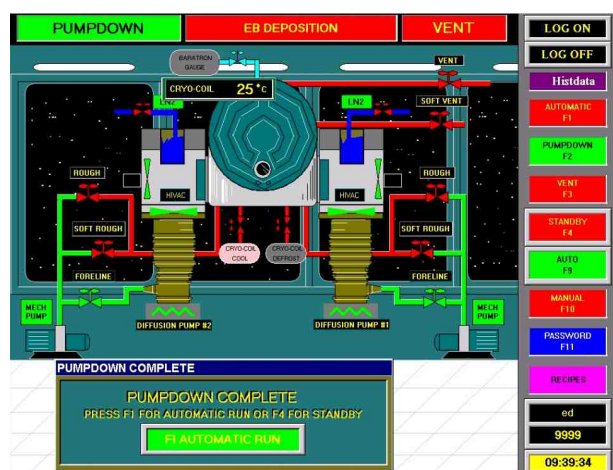 PUMPDOWN
EB DEPOSITION
VENT
LOG ON
LOG OFF
Histdata
AUTOMATIC
F1
PUMPDOWN
F2
VENT
F3
STANDBY
F4
AUTO
F9
MANUAL
F10
PASSWORD
F11
RECIPES
ed
9999
09:39:34
BARATRON
GAUGE
CRYO-COIL 25 °C
VENT
SOFT VENT
LN2
LN2
ROUGH
HIVAC
HIVAC
ROUGH
SOFT ROUGH
CRYO-COIL
COOL
CRYO-COIL
DEFROST
SOFT ROUGH
FORELINE
FORELINE
MECH
PUMP
MECH
PUMP
DIFFUSION PUMP #2
DIFFUSION PUMP #1
PUMPDOWN COMPLETE
PUMPDOWN COMPLETE
PRESS F1 FOR AUTOMATIC RUN OR F4 FOR STANDBY
F1 AUTOMATIC RUN